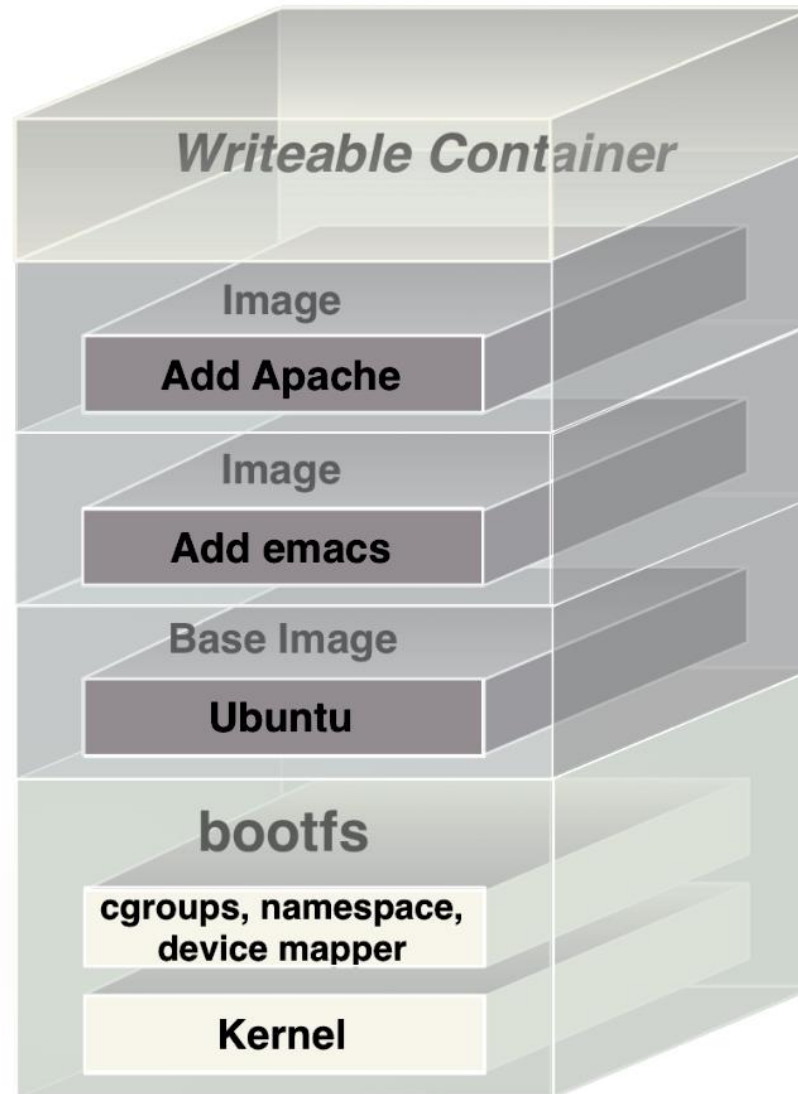 Writeable Container
Image
Add Apache
Image
Add emacs
Base Image
Ubuntu
bootfs
cgroups, namespace,
device mapper
Kernel